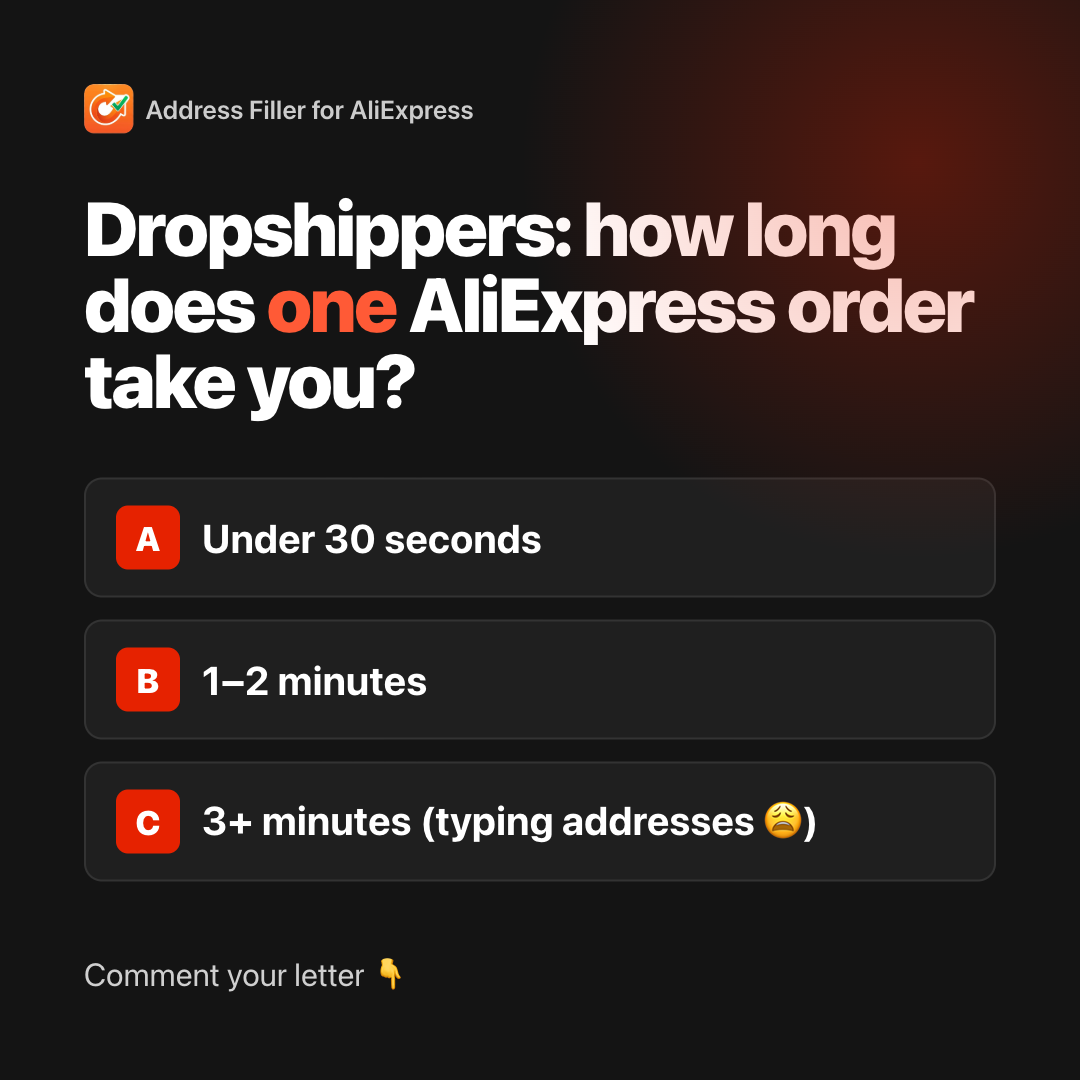 Address Filler for AliExpress
Dropshippers: how long
does one AliExpress order
take you?
A Under 30 seconds
B 1–2 minutes
C 3+ minutes (typing addresses 😩)
Comment your letter 👇